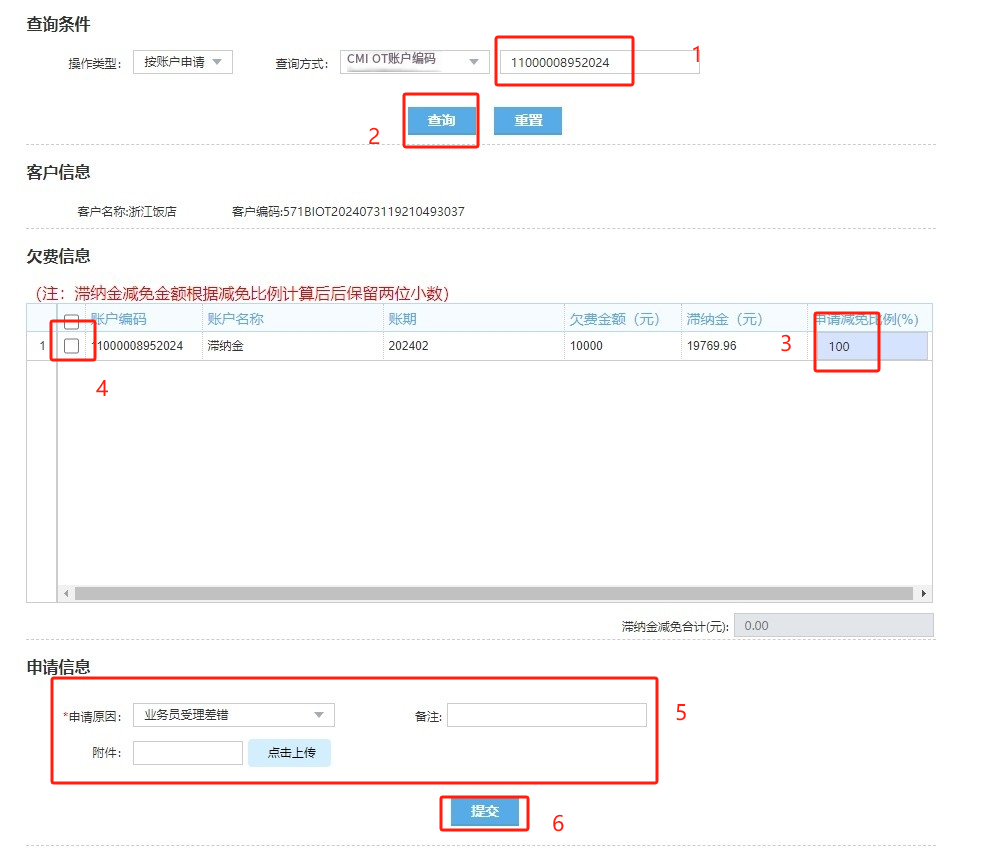 查询条件
操作类型: 按账户申请 查询方式: CMI OT账户编码 11000008952024 1
查询 重置
2
客户信息
客户名称:浙江饭店 客户编码:571BIOT2024073119210493037
欠费信息
（注：滞纳金减免金额根据减免比例计算后后保留两位小数）
账户编码 账户名称 账期 欠费金额（元） 滞纳金（元） 申请减免比例(%)
1 11000008952024 滞纳金 202402 10000 19769.96 3 100
4
滞纳金减免合计(元): 0.00
申请信息
*申请原因: 业务员受理差错 备注: 5
附件: 点击上传
提交 6